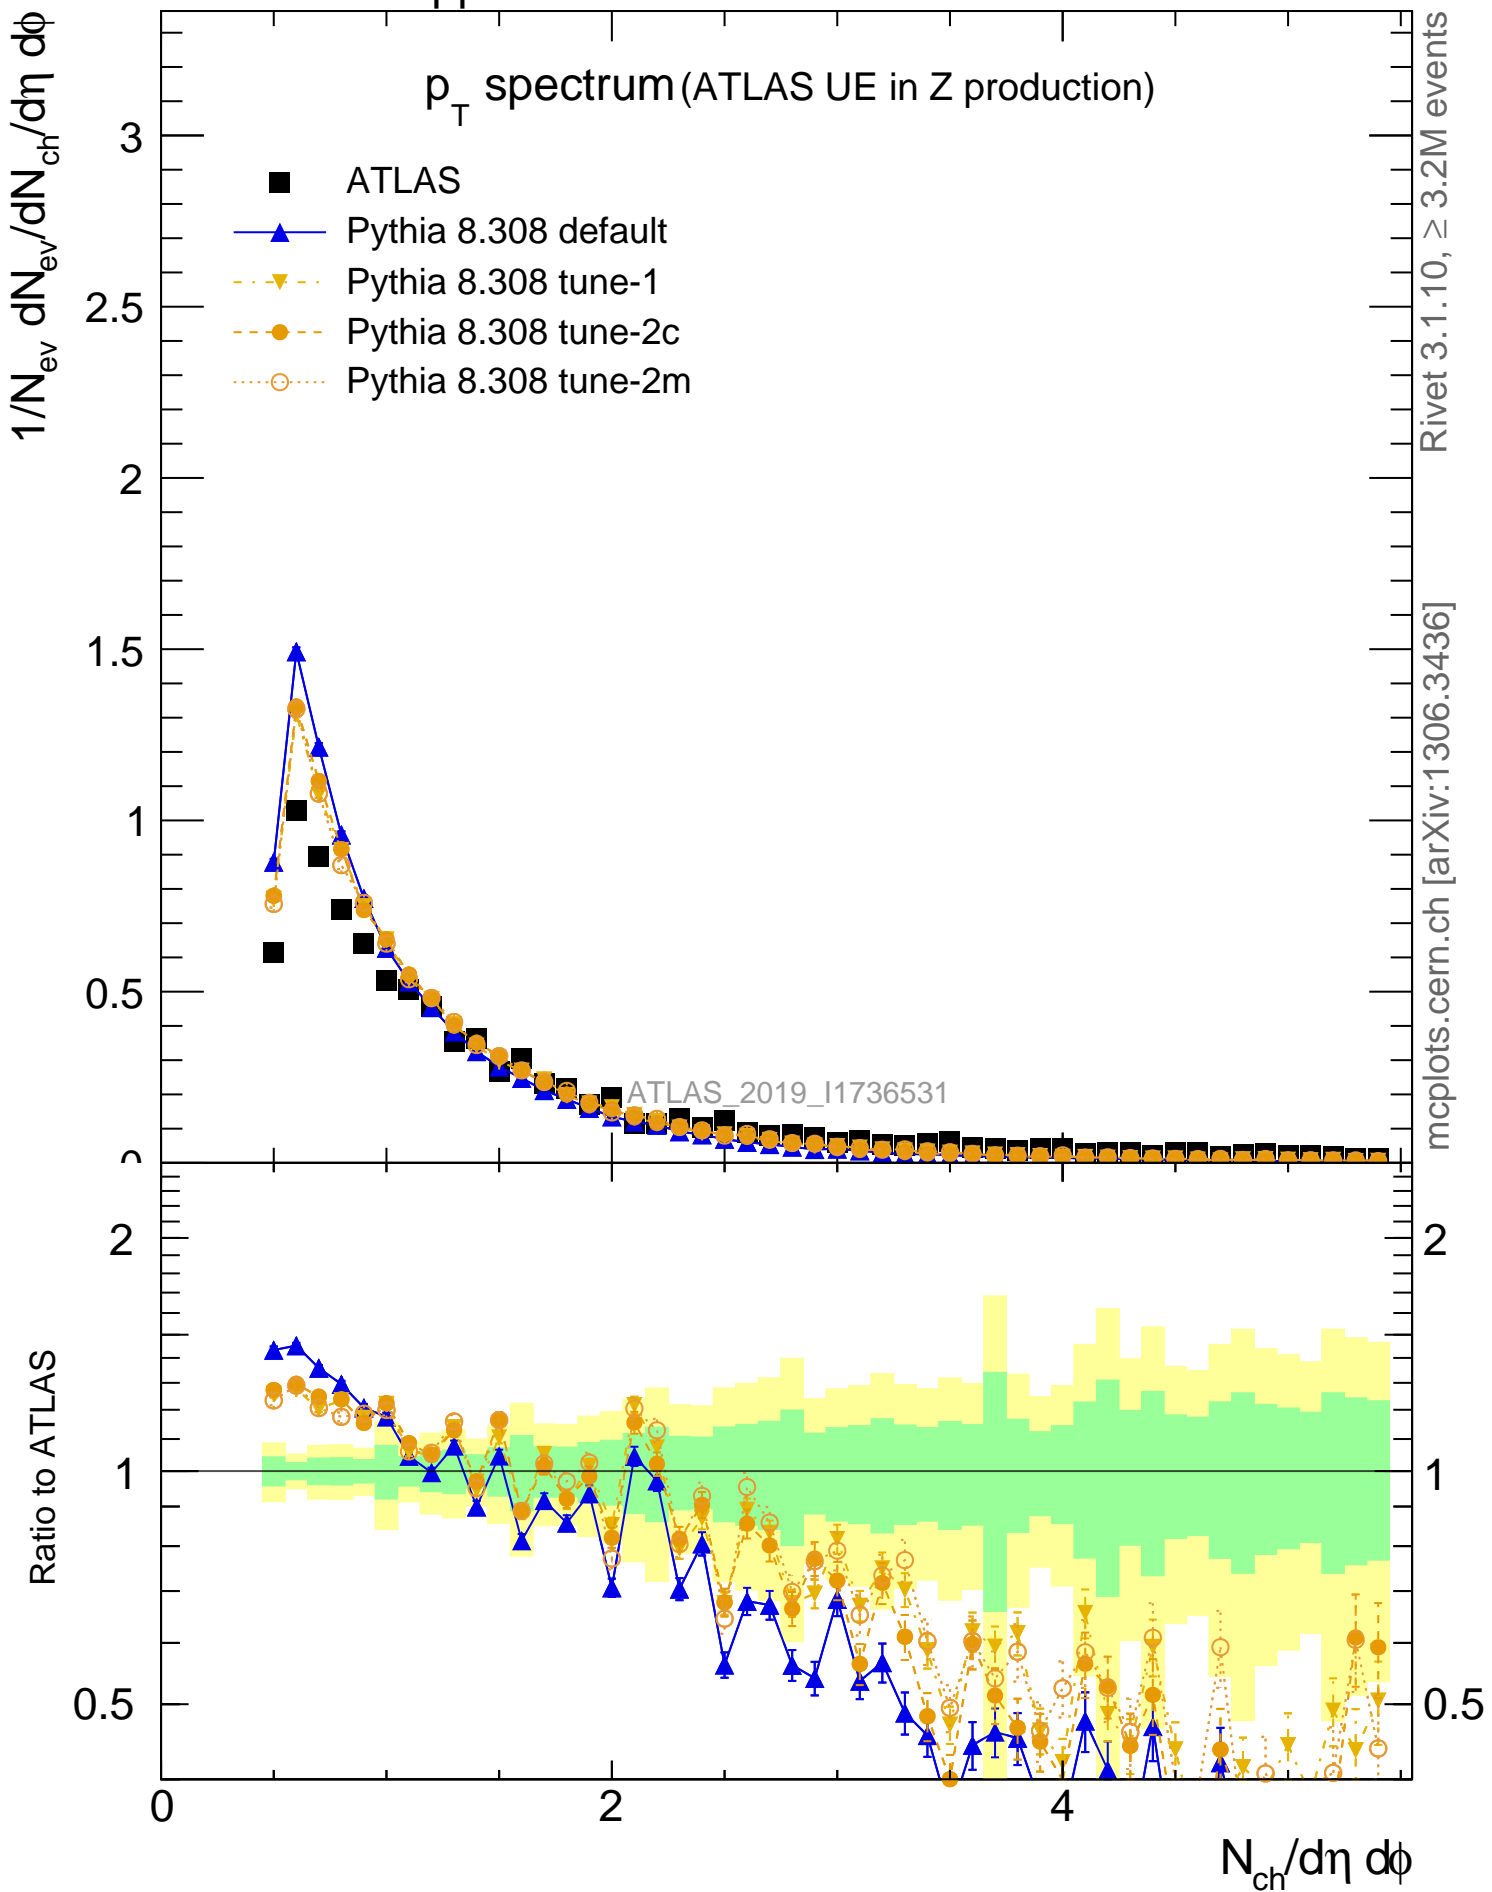 p_T spectrum (ATLAS UE in Z production)
1/N_ev dN_ev/dN_ch/dη dϕ
ATLAS
Pythia 8.308 default
Pythia 8.308 tune-1
Pythia 8.308 tune-2c
Pythia 8.308 tune-2m
3
2.5
2
1.5
1
0.5
0
ATLAS_2019_I1736531
Rivet 3.1.10, ≥ 3.2M events
mcplots.cern.ch [arXiv:1306.3436]
Ratio to ATLAS
2
1
0.5
2
1
0.5
0
2
4
N_ch/dη dϕ